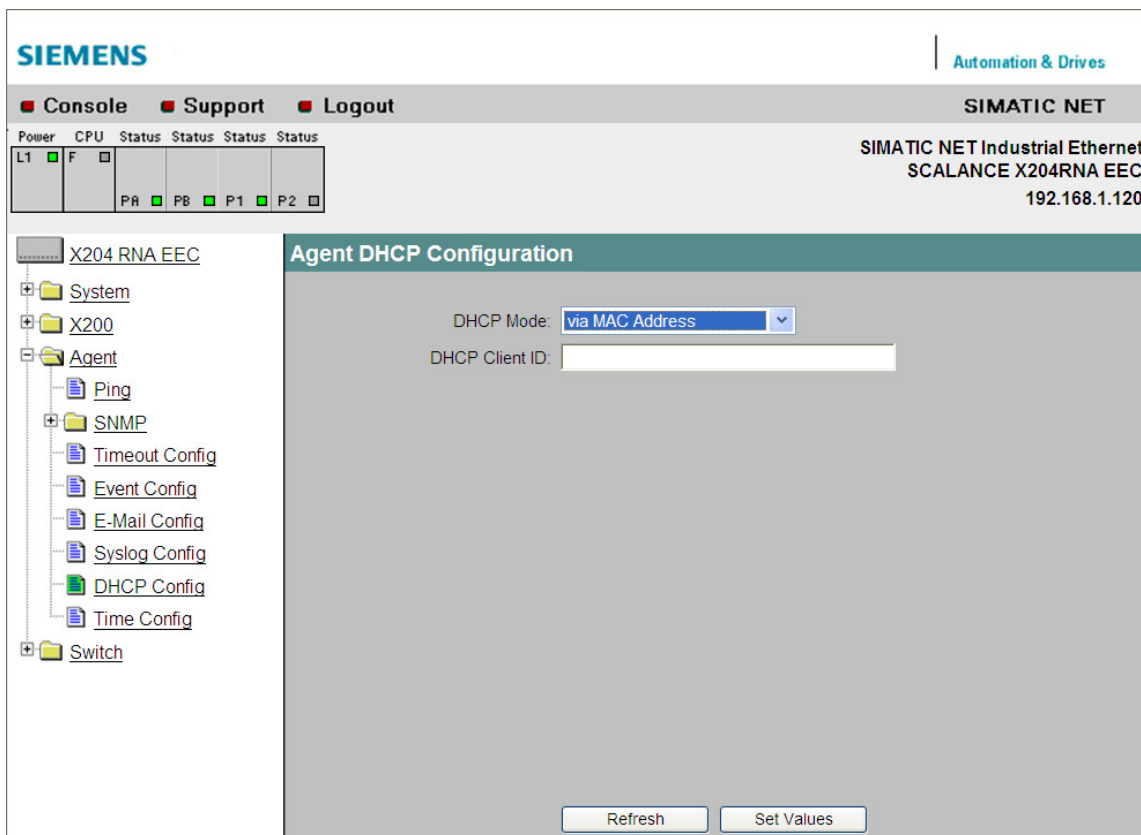 SIEMENS
Automation & Drives
Console Support Logout SIMATIC NET
Power CPU Status Status Status Status
L1 F
PA PB P1 P2
SIMATIC NET Industrial Ethernet
SCALANCE X204RNA EEC
192.168.1.120
X204 RNA EEC
System
X200
Agent
Ping
SNMP
Timeout Config
Event Config
E-Mail Config
Syslog Config
DHCP Config
Time Config
Switch
Agent DHCP Configuration
DHCP Mode: via MAC Address
DHCP Client ID:
Refresh Set Values